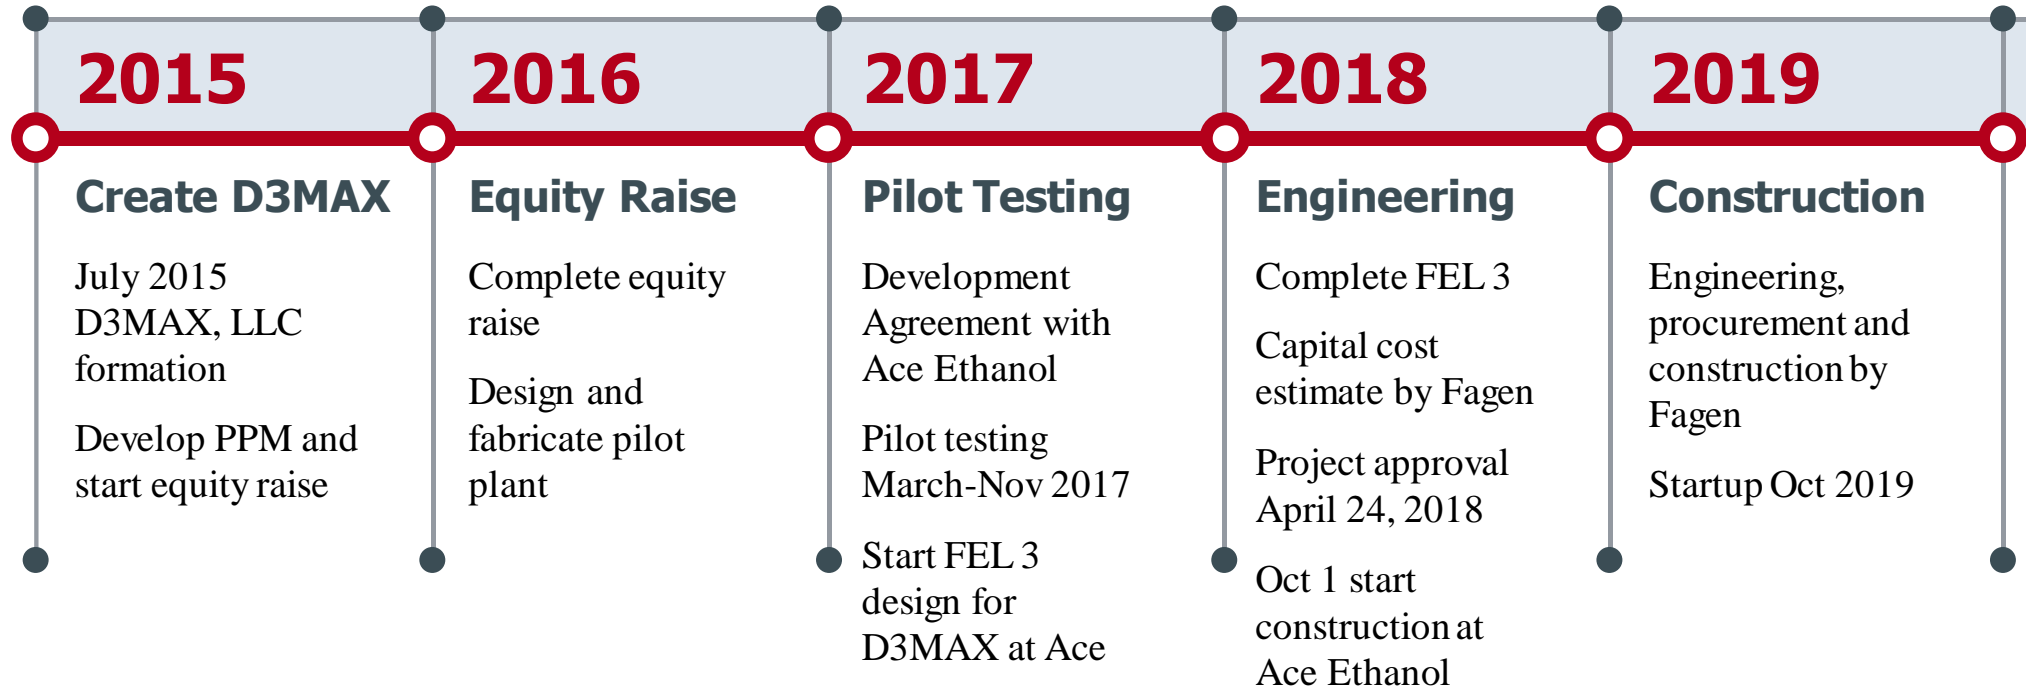 2015
Create D3MAX
July 2015
D3MAX, LLC
formation
Develop PPM and
start equity raise
2016
Equity Raise
Complete equity
raise
Design and
fabricate pilot
plant
2017
Pilot Testing
Development
Agreement with
Ace Ethanol
Pilot testing
March-Nov 2017
Start FEL 3
design for
D3MAX at Ace
2018
Engineering
Complete FEL 3
Capital cost
estimate by Fagen
Project approval
April 24, 2018
Oct 1 start
construction at
Ace Ethanol
2019
Construction
Engineering,
procurement and
construction by
Fagen
Startup Oct 2019